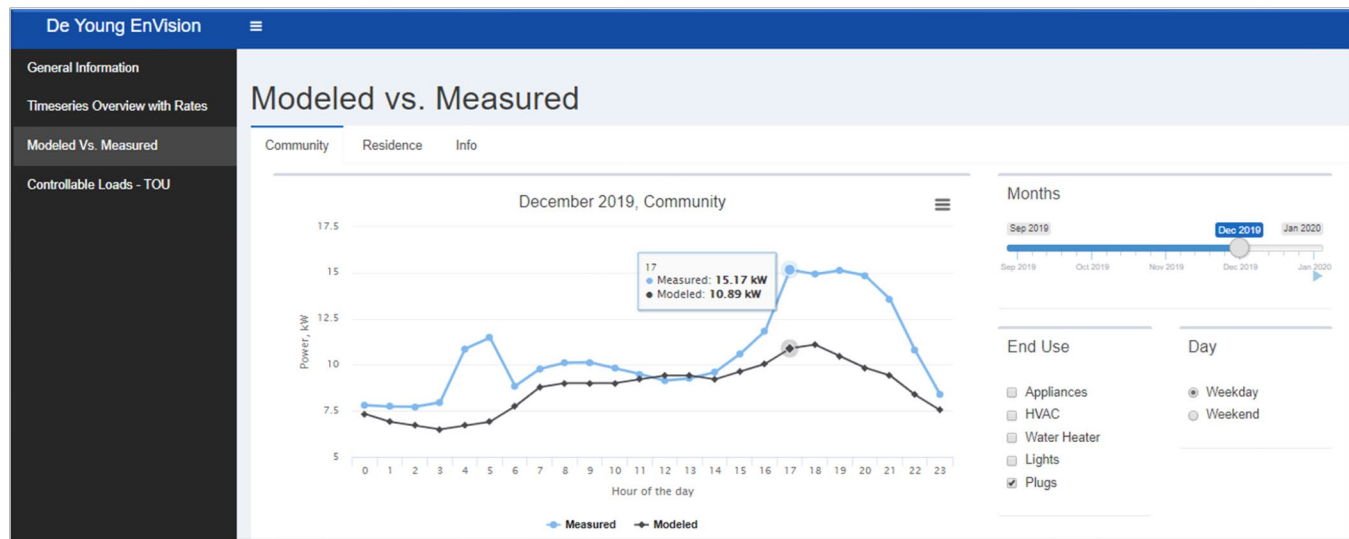 De Young EnVision
General Information
Timeseries Overview with Rates
Modeled Vs. Measured
Controllable Loads - TOU
Modeled vs. Measured
Community Residence Info
December 2019, Community
17.5
15
12.5
10
7.5
5
Power, kW
17
Measured: 15.17 kW
Modeled: 10.89 kW
0 1 2 3 4 5 6 7 8 9 10 11 12 13 14 15 16 17 18 19 20 21 22 23
Hour of the day
Measured Modeled
Months
Sep 2019 Dec 2019 Jan 2020
Sep 2019 Oct 2019 Nov 2019 Dec 2019 Jan 2020
End Use
Appliances
HVAC
Water Heater
Lights
Plugs
Day
Weekday
Weekend